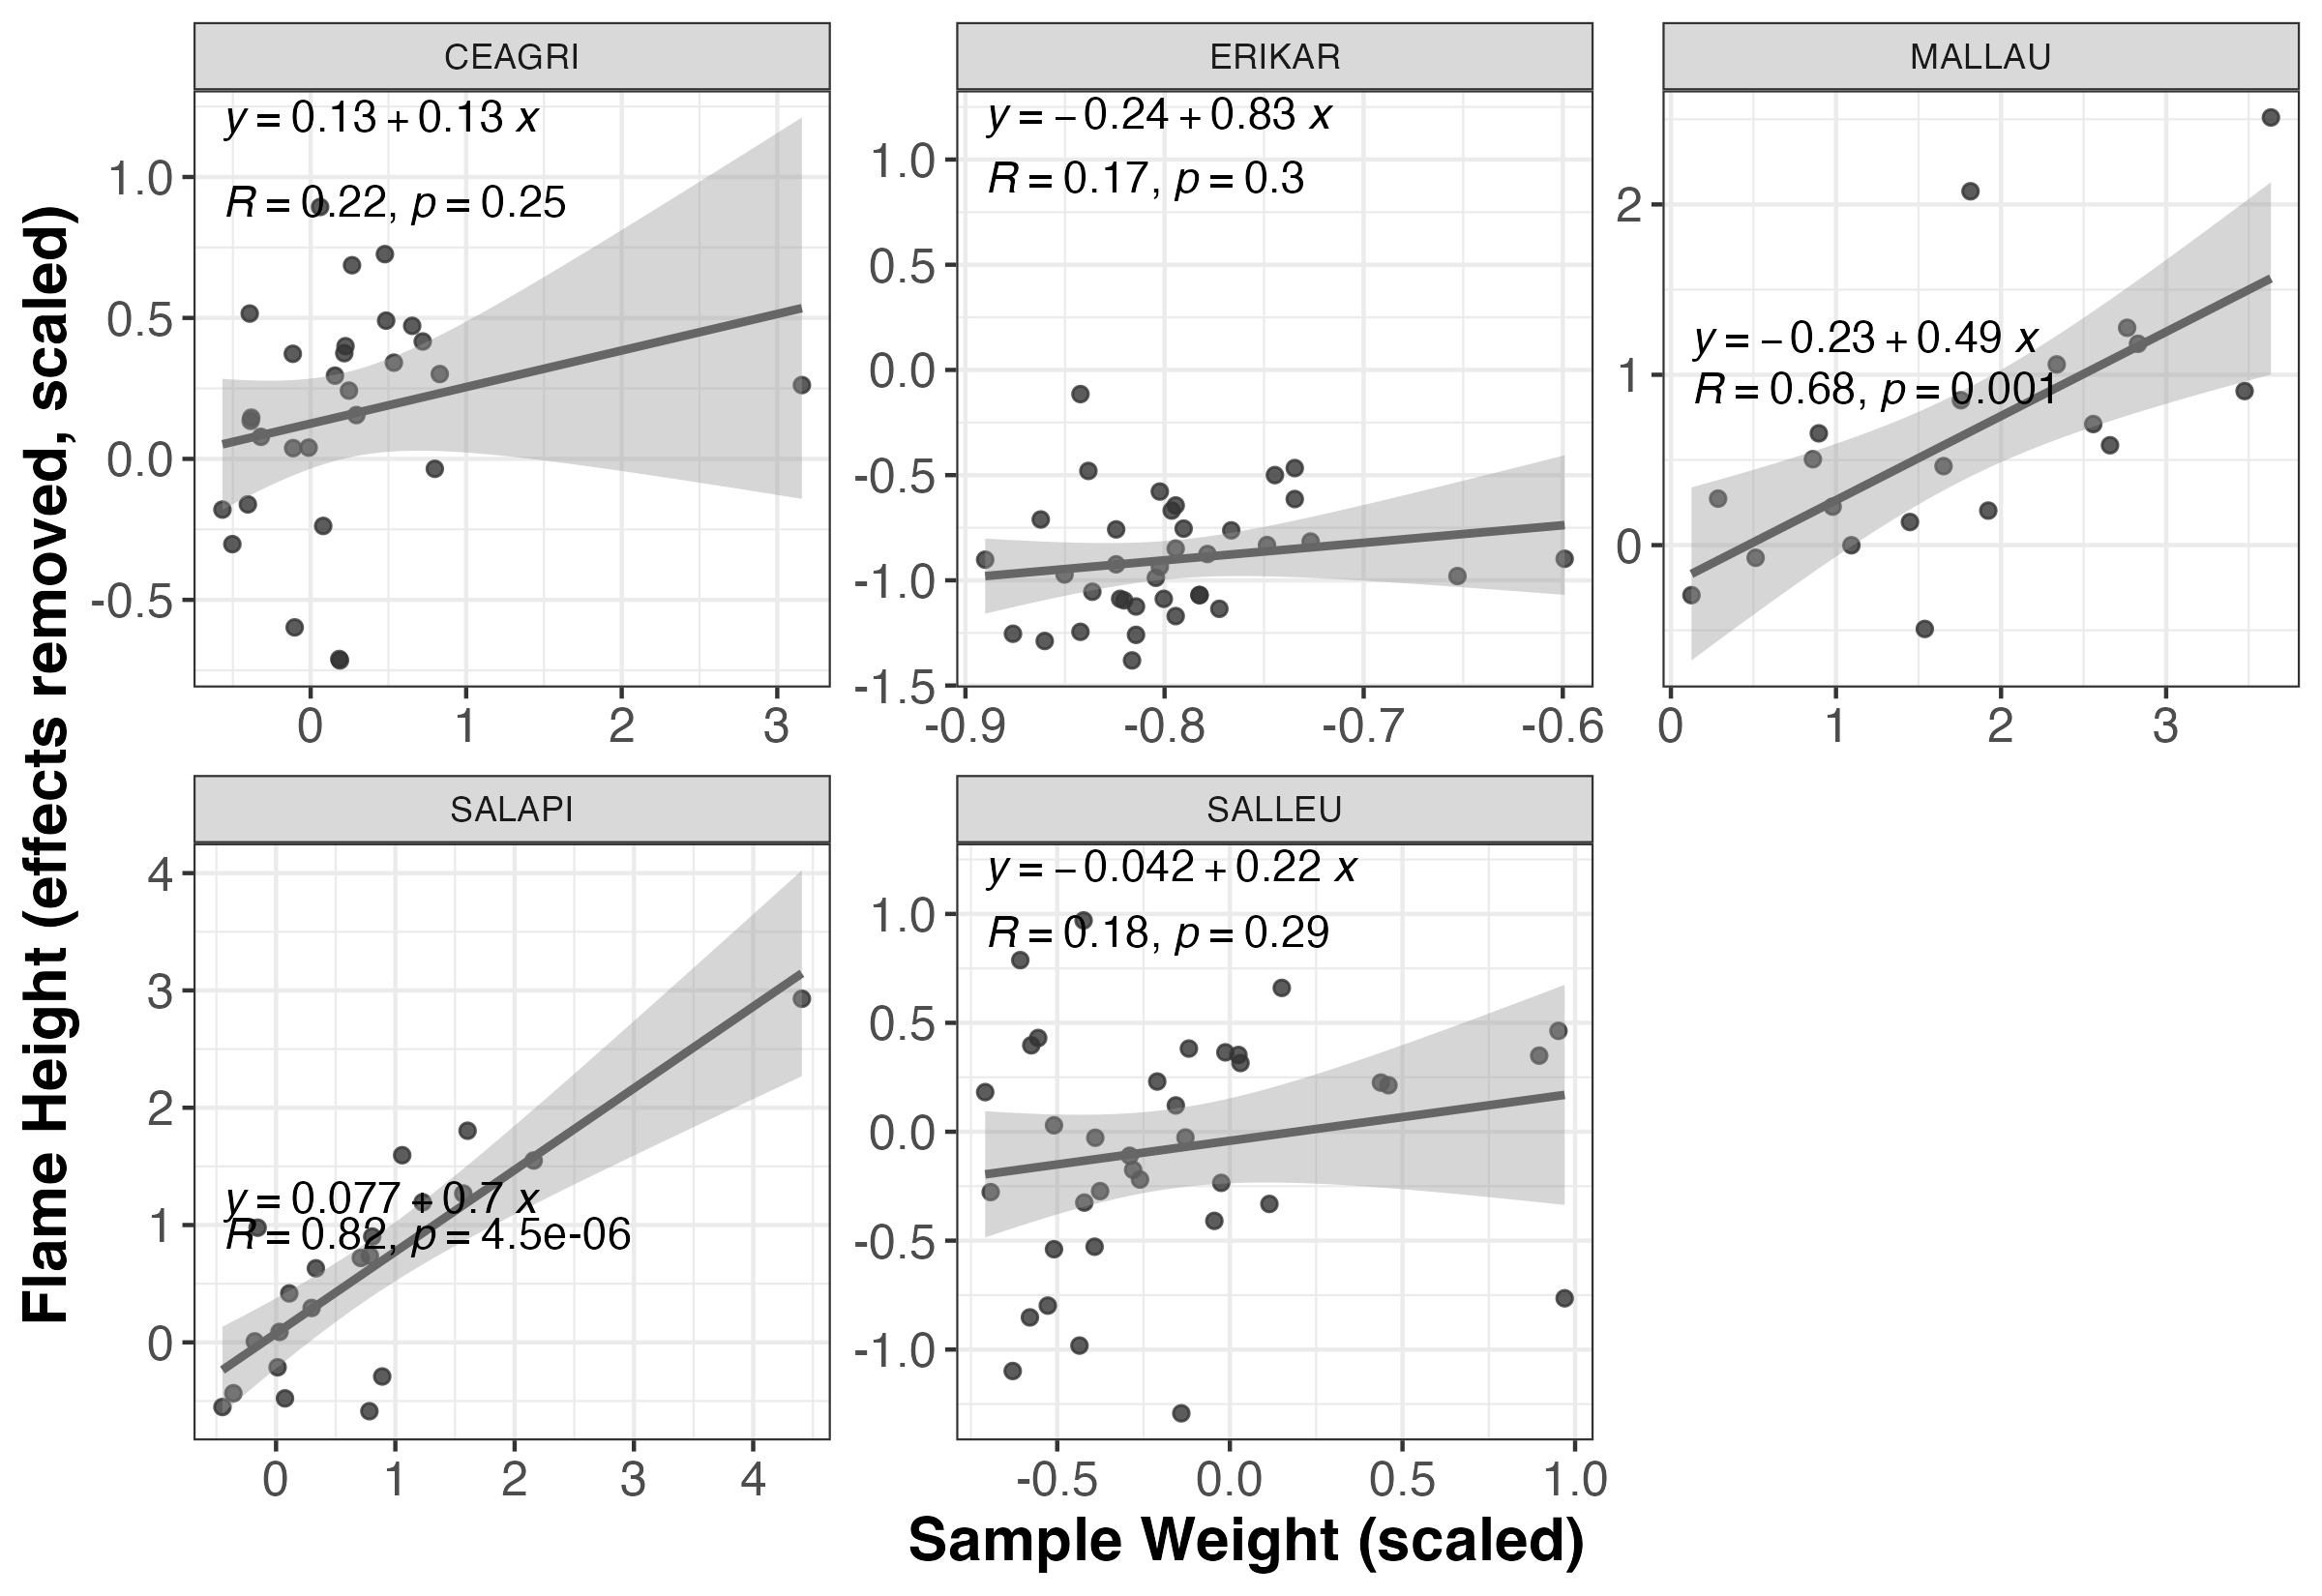 CEAGRI
y = 0.13 + 0.13 x
R = 0.22, p = 0.25
1.0
0.5
0.0
-0.5
0 1 2 3
ERIKAR
y = −0.24 + 0.83 x
R = 0.17, p = 0.3
1.0
0.5
0.0
-0.5
-1.0
-1.5
-0.9 -0.8 -0.7 -0.6
MALLAU
y = −0.23 + 0.49 x
R = 0.68, p = 0.001
2
1
0
0 1 2 3
SALAPI
y = 0.077 + 0.7 x
R = 0.82, p = 4.5e-06
4
3
2
1
0
0 1 2 3 4
SALLEU
y = −0.042 + 0.22 x
R = 0.18, p = 0.29
1.0
0.5
0.0
-0.5
-1.0
-0.5 0.0 0.5 1.0
Flame Height (effects removed, scaled)
Sample Weight (scaled)